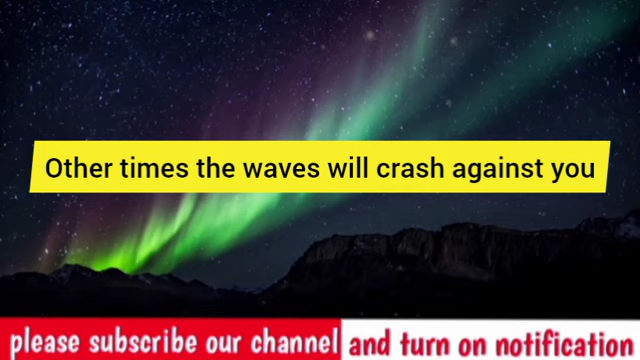 Other times the waves will crash against you
please subscribe our channel and turn on notification